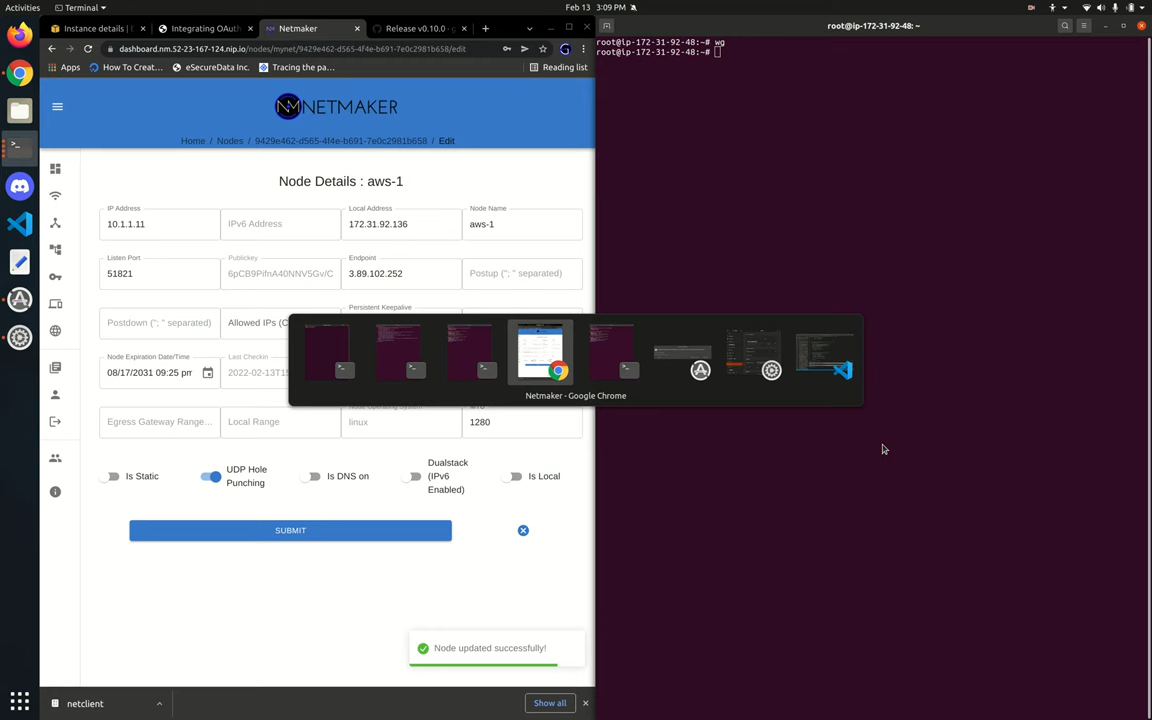 Activities
Terminal
Feb 13 3:09 PM
Instance details |
Integrating OAuth
Netmaker
Release v0.10.0 - g
root@ip-172-31-92-48: ~
dashboard.nm.52-23-167-124.nip.io/nodes/mynet/9429e462-d565-4f4e-b691-7e0c2981b658/edit
Apps
How To Creat...
eSecureData Inc.
Tracing the pa...
Reading list
root@ip-172-31-92-48:~# wg
root@ip-172-31-92-48:~#
NETMAKER
Home / Nodes / 9429e462-d565-4f4e-b691-7e0c2981b658 / Edit
Node Details : aws-1
IP Address
10.1.1.11
IPv6 Address
Local Address
172.31.92.136
Node Name
aws-1
Listen Port
51821
Publickey
6pCB9PifnA40NNV5Gv/C
Endpoint
3.89.102.252
Postup ("; " separated)
Postdown ("; " separated)
Allowed IPs (C
Persistent Keepalive
Node Expiration Date/Time
08/17/2031 09:25 pm
Last Checkin
2022-02-13T15
Netmaker - Google Chrome
Egress Gateway Range...
Local Range
Node Operating System
linux
MTU
1280
Is Static
UDP Hole
Punching
Is DNS on
Dualstack
(IPv6
Enabled)
Is Local
SUBMIT
Node updated successfully!
netclient
Show all